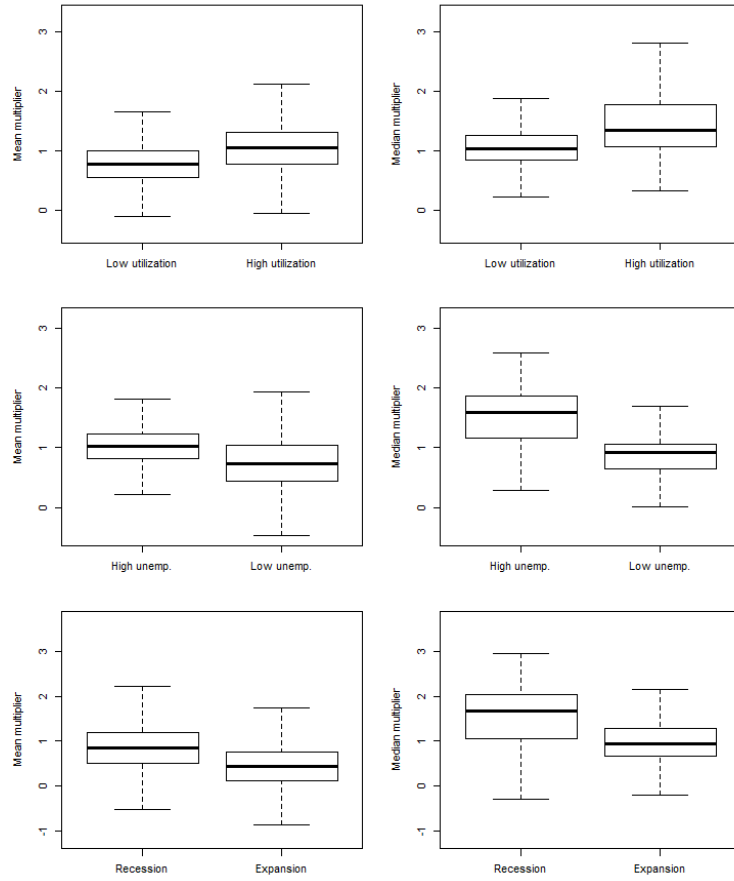 Mean multiplier
3
2
1
0
Low utilization High utilization
Median multiplier
3
2
1
0
Low utilization High utilization
Mean multiplier
3
2
1
0
High unemp. Low unemp.
Median multiplier
3
2
1
0
High unemp. Low unemp.
Mean multiplier
3
2
1
0
-1
Recession Expansion
Median multiplier
3
2
1
0
-1
Recession Expansion